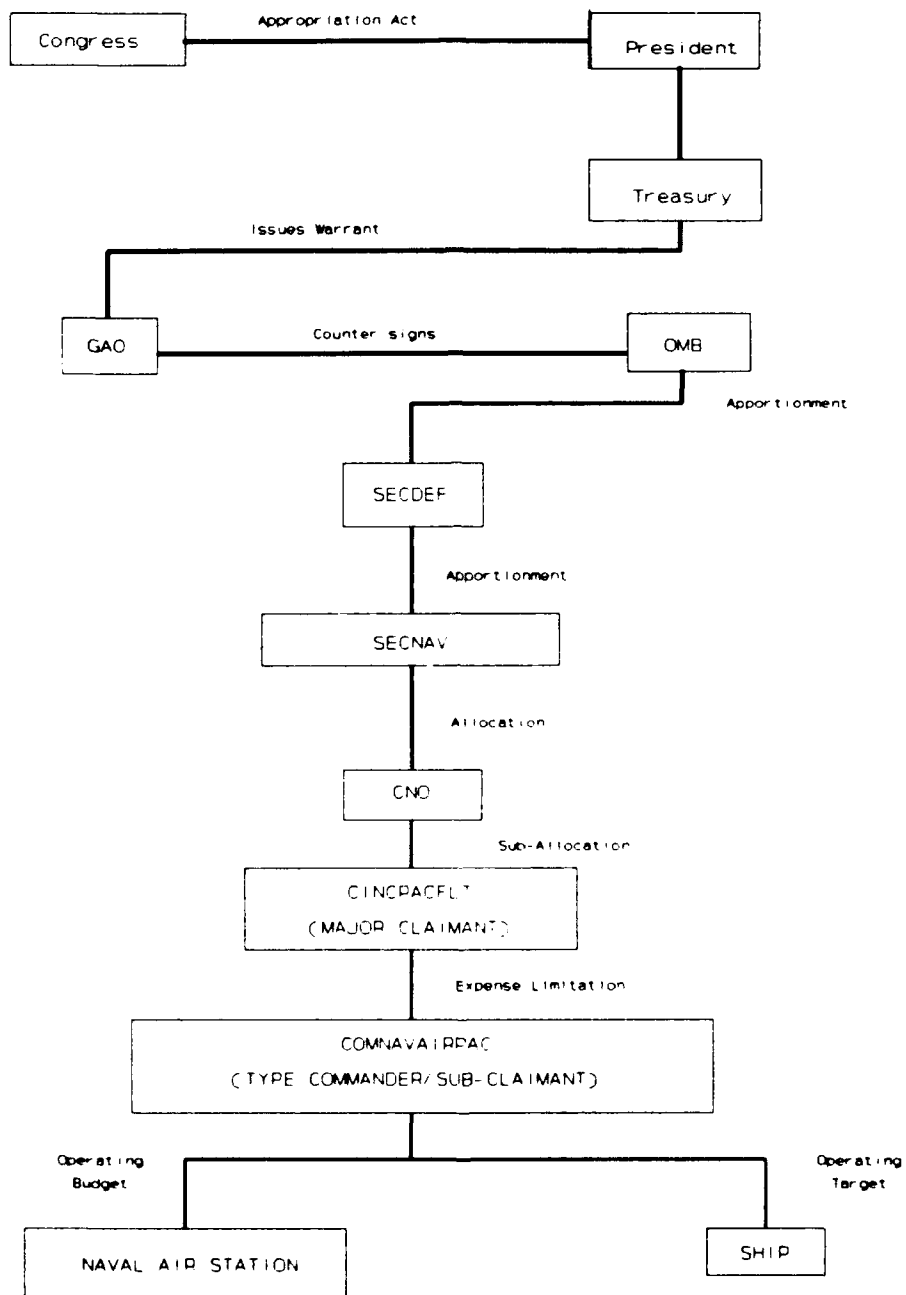 Appropriation Act
Congress
President
Treasury
Issues Warrant
GAO
Counter signs
OMB
Apportionment
SECDEF
Apportionment
SECNAV
Allocation
CNO
Sub-Allocation
CINCPACFLT
(MAJOR CLAIMANT)
Expense Limitation
COMNAVAIRPAC
(TYPE COMMANDER/SUB-CLAIMANT)
Operating
Budget
Operating
Target
NAVAL AIR STATION
SHIP